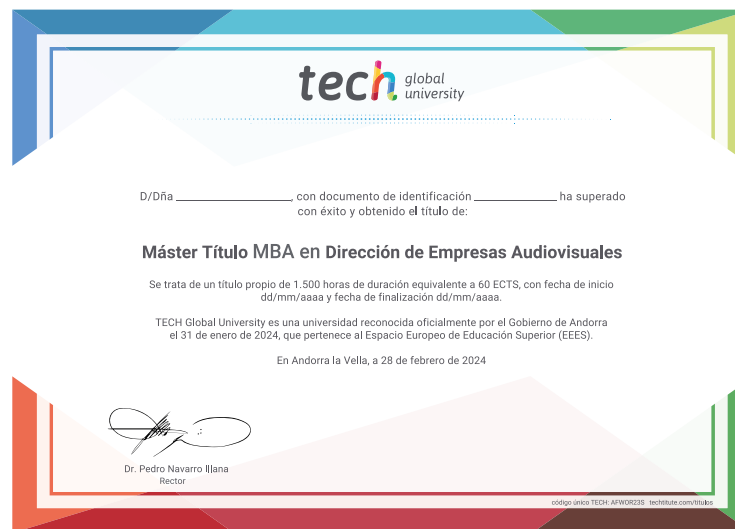 tech global
university
D/Dña ______________, con documento de identificación __________ ha superado
con éxito y obtenido el título de:
Máster Título MBA en Dirección de Empresas Audiovisuales
Se trata de un título propio de 1.500 horas de duración equivalente a 60 ECTS, con fecha de inicio
dd/mm/aaaa y fecha de finalización dd/mm/aaaa.
TECH Global University es una universidad reconocida oficialmente por el Gobierno de Andorra
el 31 de enero de 2024, que pertenece al Espacio Europeo de Educación Superior (EEES).
En Andorra la Vella, a 28 de febrero de 2024
Dr. Pedro Navarro Illana
Rector
código único TECH: AFWOR23S techtitute.com/titulos